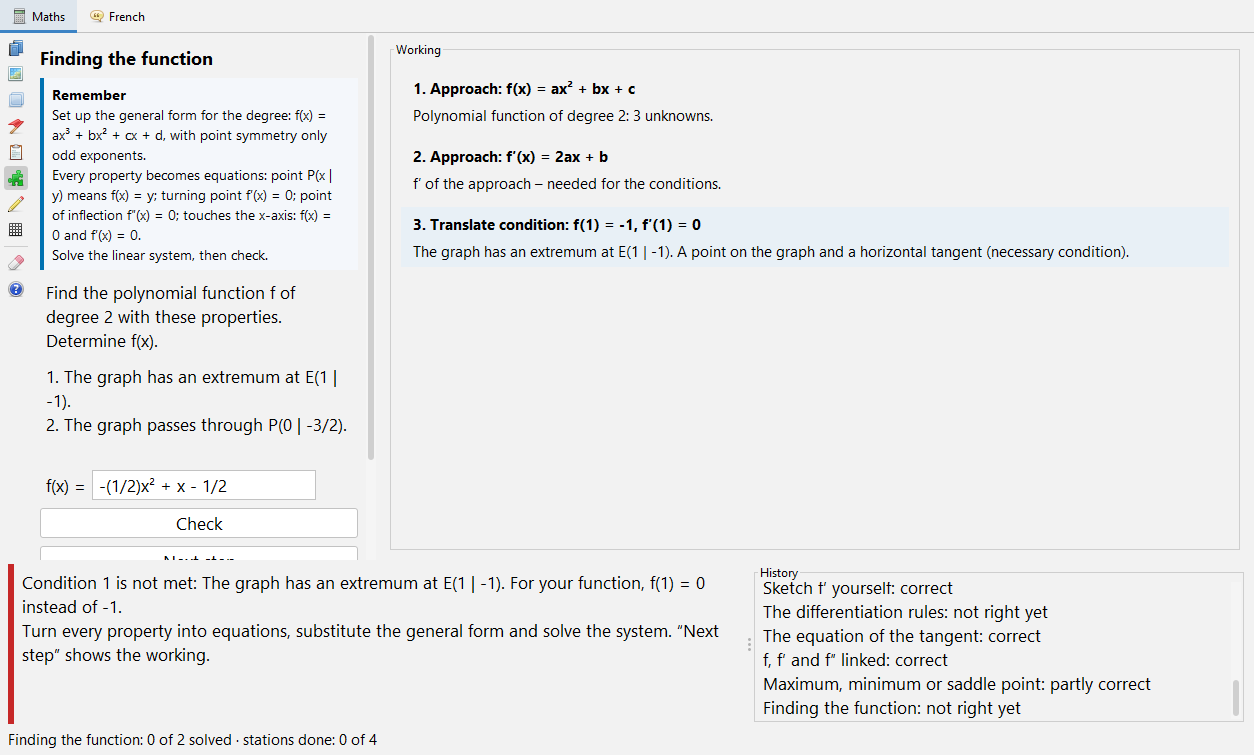 Maths French
Finding the function
Remember
Set up the general form for the degree: f(x) =
ax³ + bx² + cx + d, with point symmetry only
odd exponents.
Every property becomes equations: point P(x |
y) means f(x) = y; turning point f′(x) = 0; point
of inflection f″(x) = 0; touches the x-axis: f(x) =
0 and f′(x) = 0.
Solve the linear system, then check.
Find the polynomial function f of
degree 2 with these properties.
Determine f(x).
1. The graph has an extremum at E(1 |
-1).
2. The graph passes through P(0 | -3/2).
f(x) = -(1/2)x² + x - 1/2
Check
Next step
Working
1. Approach: f(x) = ax² + bx + c
Polynomial function of degree 2: 3 unknowns.
2. Approach: f′(x) = 2ax + b
f′ of the approach – needed for the conditions.
3. Translate condition: f(1) = -1, f′(1) = 0
The graph has an extremum at E(1 | -1). A point on the graph and a horizontal tangent (necessary condition).
Condition 1 is not met: The graph has an extremum at E(1 | -1). For your function, f(1) = 0
instead of -1.
Turn every property into equations, substitute the general form and solve the system. “Next
step” shows the working.
History
Sketch f′ yourself: correct
The differentiation rules: not right yet
The equation of the tangent: correct
f, f′ and f″ linked: correct
Maximum, minimum or saddle point: partly correct
Finding the function: not right yet
Finding the function: 0 of 2 solved · stations done: 0 of 4